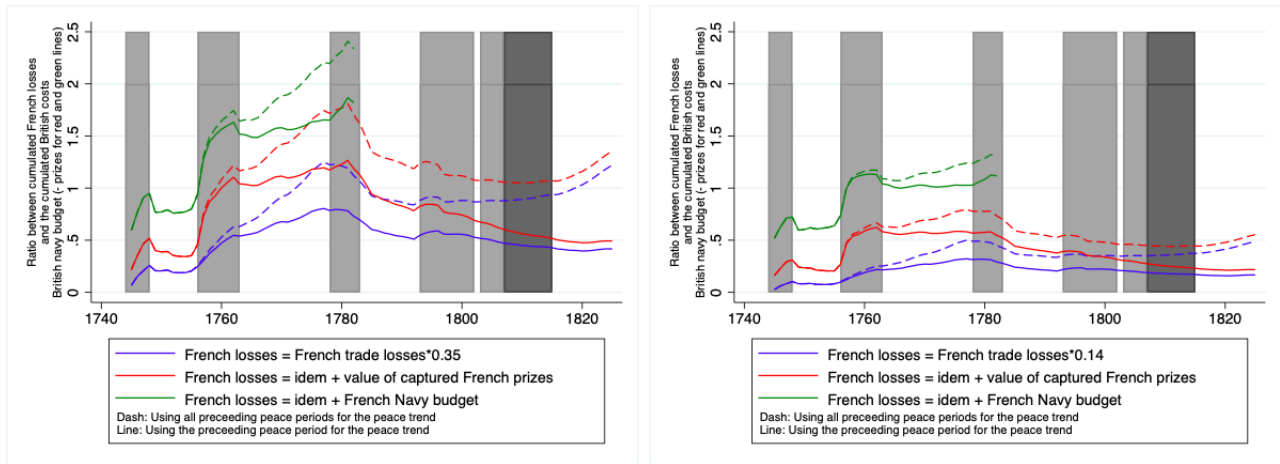 Ratio between cumulated French losses
and the cumulated British costs
British navy budget (- prizes for red and green lines)
2.5
2
1.5
1
.5
0
1740
1760
1780
1800
1820
French losses = French trade losses*0.35
French losses = idem + value of captured French prizes
French losses = idem + French Navy budget
Dash: Using all preceeding peace periods for the peace trend
Line: Using the preceeding peace period for the peace trend
Ratio between cumulated French losses
and the cumulated British costs
British navy budget (- prizes for red and green lines)
2.5
2
1.5
1
.5
0
1740
1760
1780
1800
1820
French losses = French trade losses*0.14
French losses = idem + value of captured French prizes
French losses = idem + French Navy budget
Dash: Using all preceeding peace periods for the peace trend
Line: Using the preceeding peace period for the peace trend